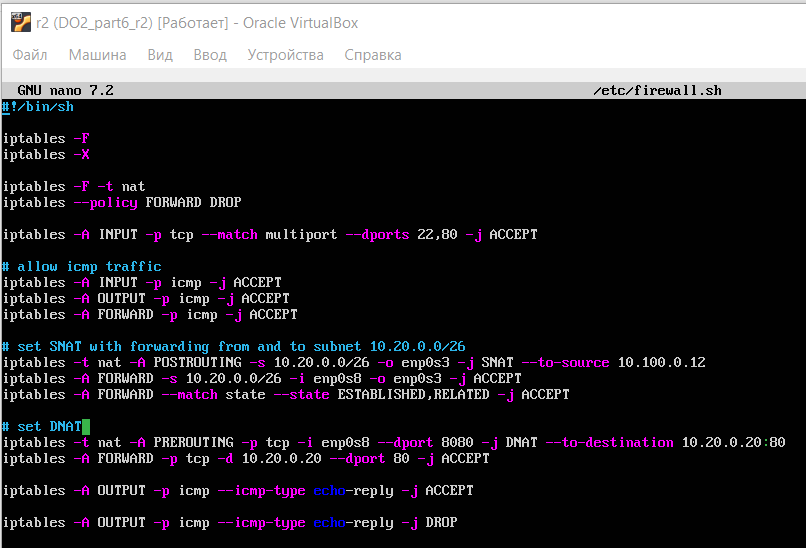 r2 (DO2_part6_r2) [Работает] - Oracle VirtualBox
Файл Машина Вид Ввод Устройства Справка
GNU nano 7.2 /etc/firewall.sh
#!/bin/sh
iptables -F
iptables -X
iptables -F -t nat
iptables --policy FORWARD DROP
iptables -A INPUT -p tcp --match multiport --dports 22,80 -j ACCEPT
# allow icmp traffic
iptables -A INPUT -p icmp -j ACCEPT
iptables -A OUTPUT -p icmp -j ACCEPT
iptables -A FORWARD -p icmp -j ACCEPT
# set SNAT with forwarding from and to subnet 10.20.0.0/26
iptables -t nat -A POSTROUTING -s 10.20.0.0/26 -o enp0s3 -j SNAT --to-source 10.100.0.12
iptables -A FORWARD -s 10.20.0.0/26 -i enp0s8 -o enp0s3 -j ACCEPT
iptables -A FORWARD --match state --state ESTABLISHED,RELATED -j ACCEPT
# set DNAT
iptables -t nat -A PREROUTING -p tcp -i enp0s8 --dport 8080 -j DNAT --to-destination 10.20.0.20:80
iptables -A FORWARD -p tcp -d 10.20.0.20 --dport 80 -j ACCEPT
iptables -A OUTPUT -p icmp --icmp-type echo-reply -j ACCEPT
iptables -A OUTPUT -p icmp --icmp-type echo-reply -j DROP